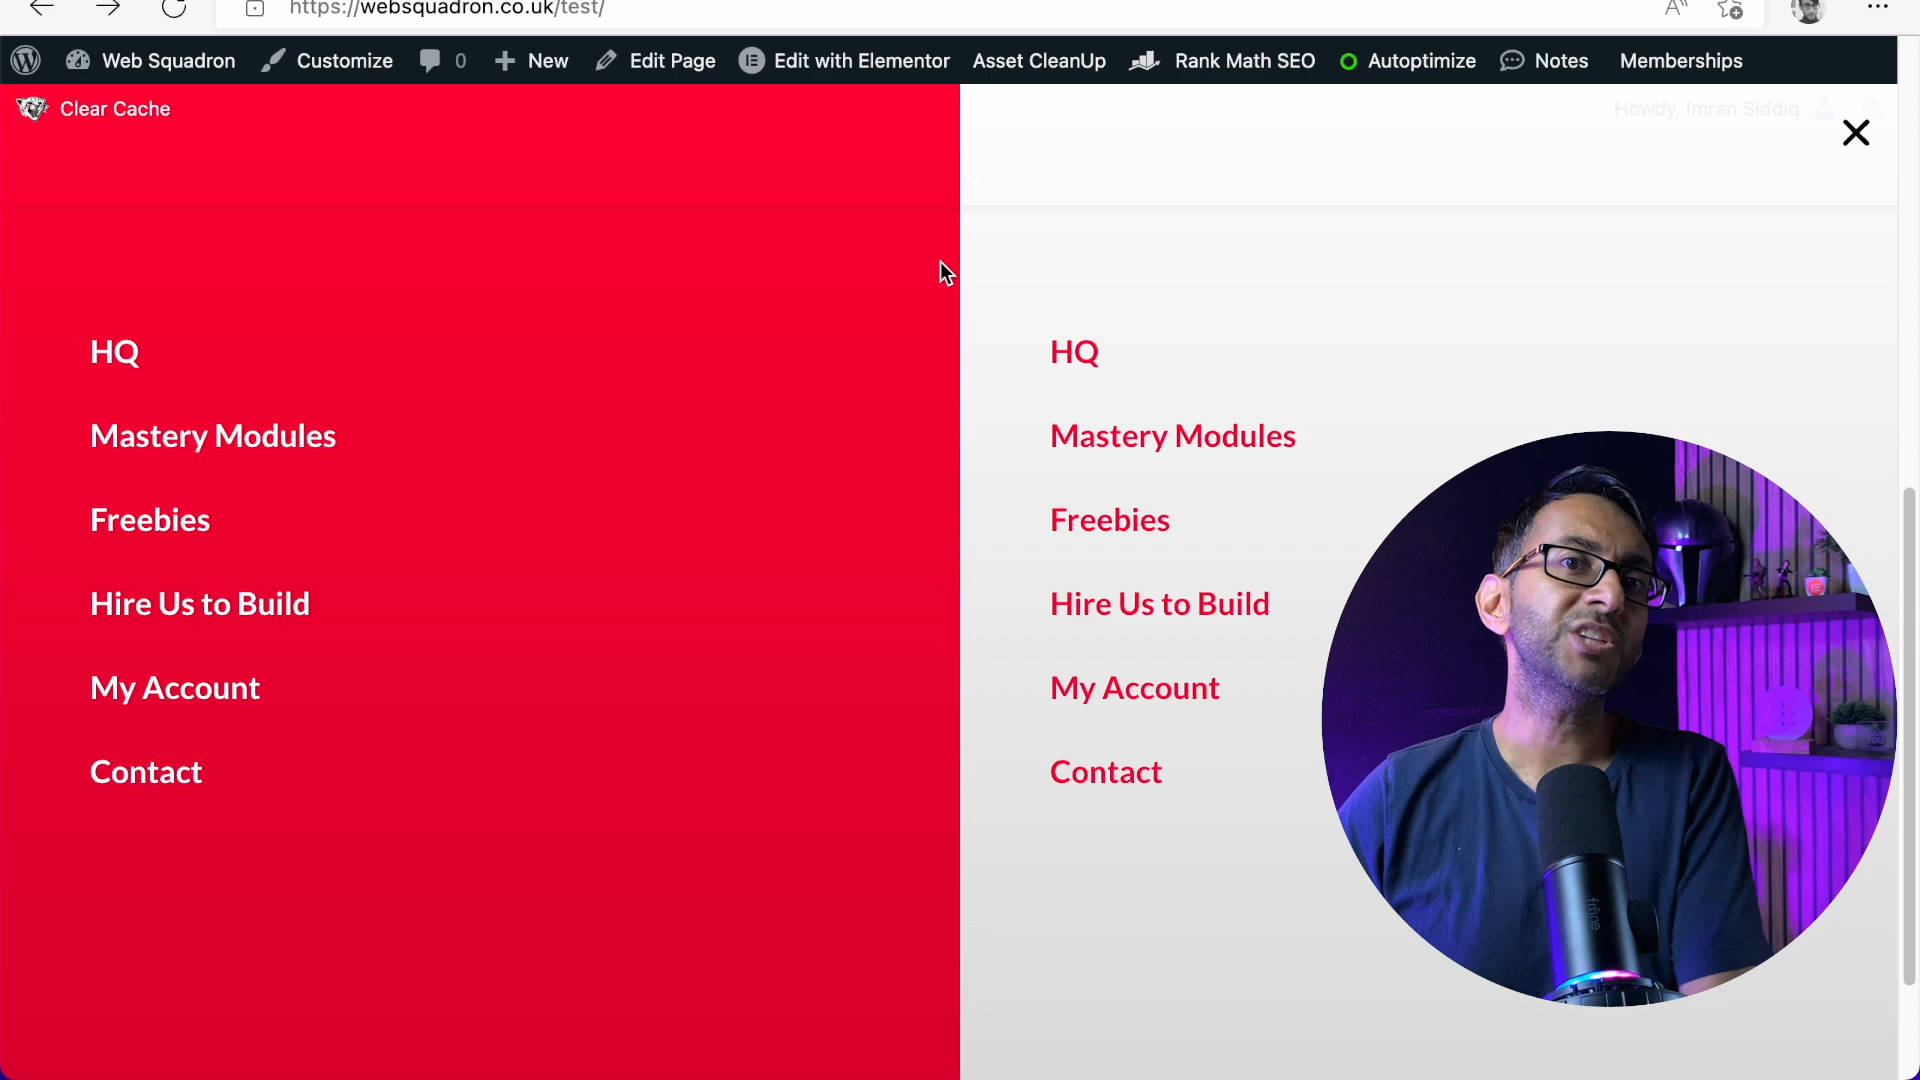 https://websquadron.co.uk/test/
Web Squadron Customize 0 New Edit Page Edit with Elementor Asset CleanUp Rank Math SEO Autoptimize Notes Memberships
Clear Cache
Howdy, Imran Siddiq
HQ
Mastery Modules
Freebies
Hire Us to Build
My Account
Contact
HQ
Mastery Modules
Freebies
Hire Us to Build
My Account
Contact
fifine